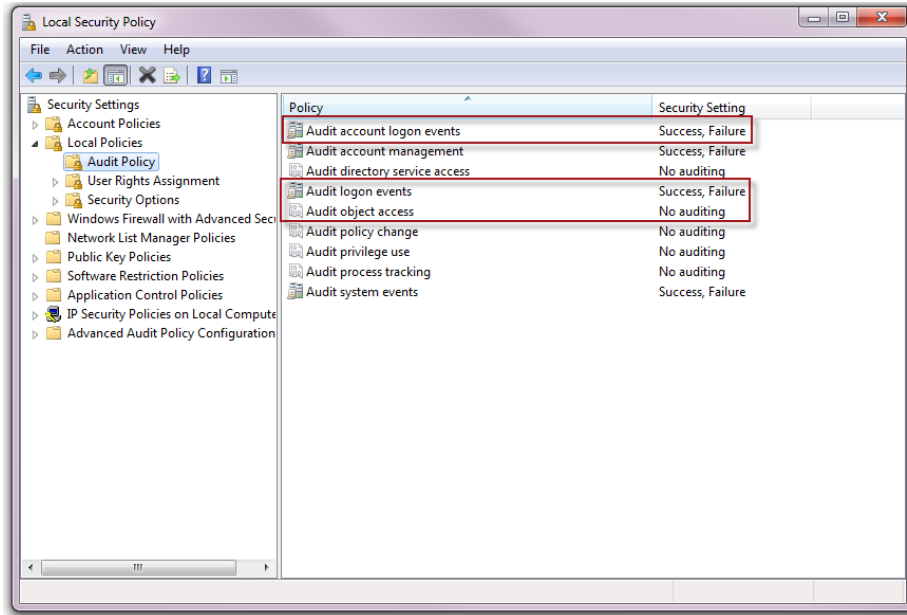 Local Security Policy
File Action View Help
Security Settings
Account Policies
Local Policies
Audit Policy
User Rights Assignment
Security Options
Windows Firewall with Advanced Secu
Network List Manager Policies
Public Key Policies
Software Restriction Policies
Application Control Policies
IP Security Policies on Local Compute
Advanced Audit Policy Configuration
Policy Security Setting
Audit account logon events Success, Failure
Audit account management Success, Failure
Audit directory service access No auditing
Audit logon events Success, Failure
Audit object access No auditing
Audit policy change No auditing
Audit privilege use No auditing
Audit process tracking No auditing
Audit system events Success, Failure